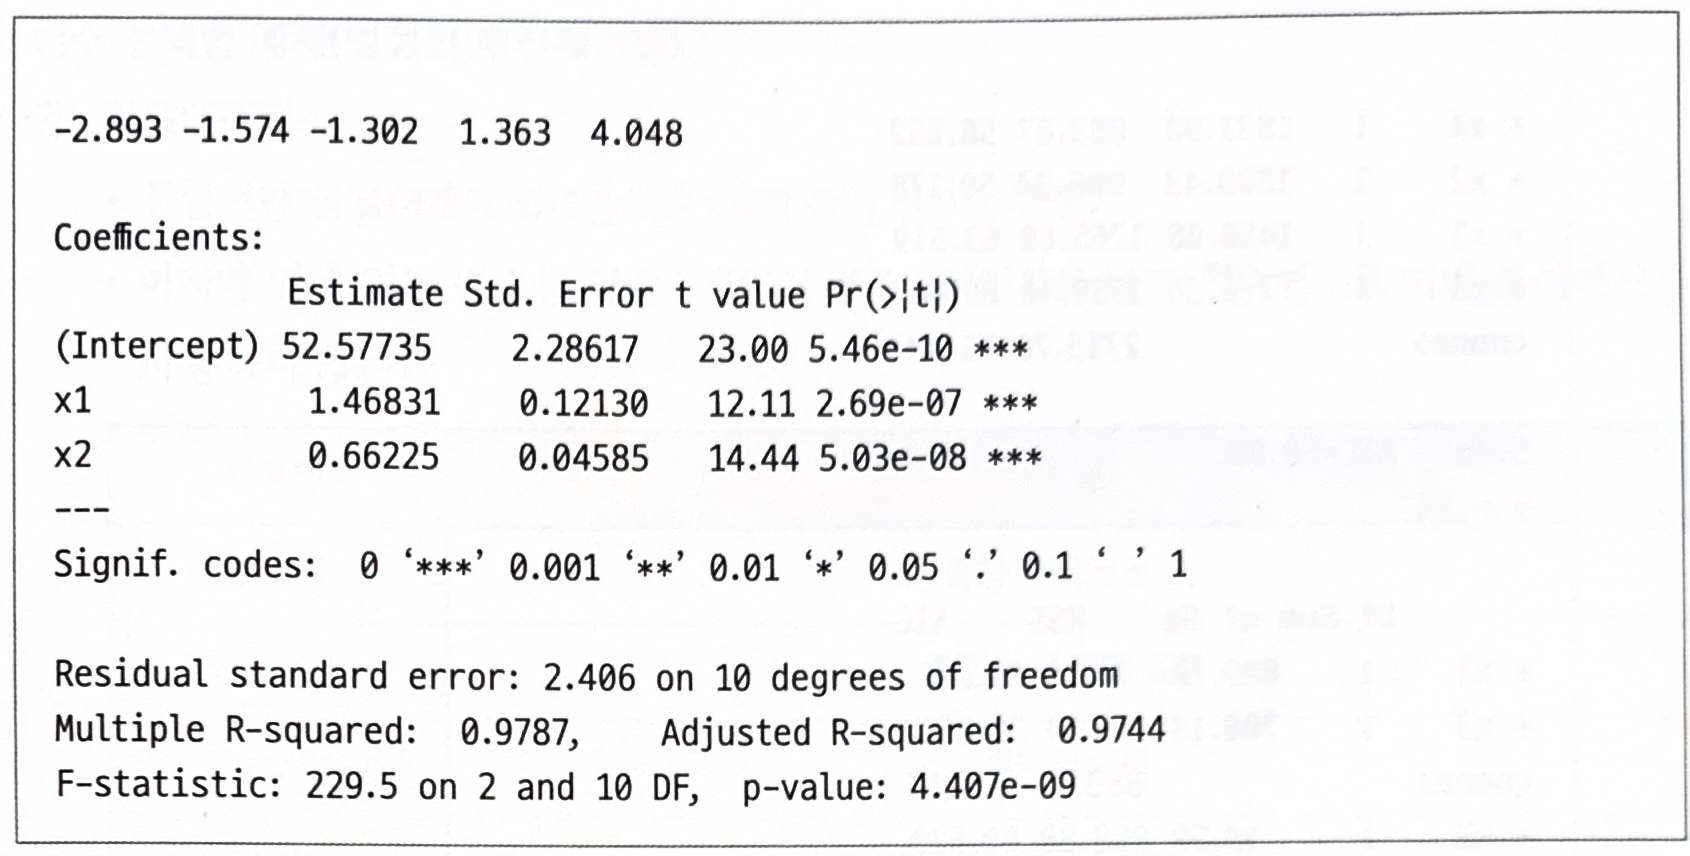 -2.893 -1.574 -1.302 1.363 4.048
Coefficients:
Estimate Std. Error t value Pr(>¦t¦)
(Intercept) 52.57735 2.28617 23.00 5.46e-10 ***
x1 1.46831 0.12130 12.11 2.69e-07 ***
x2 0.66225 0.04585 14.44 5.03e-08 ***
---
Signif. codes: 0 ‘***’ 0.001 ‘**’ 0.01 ‘*’ 0.05 ‘.’ 0.1 ‘ ’ 1
Residual standard error: 2.406 on 10 degrees of freedom
Multiple R-squared: 0.9787, Adjusted R-squared: 0.9744
F-statistic: 229.5 on 2 and 10 DF, p-value: 4.407e-09